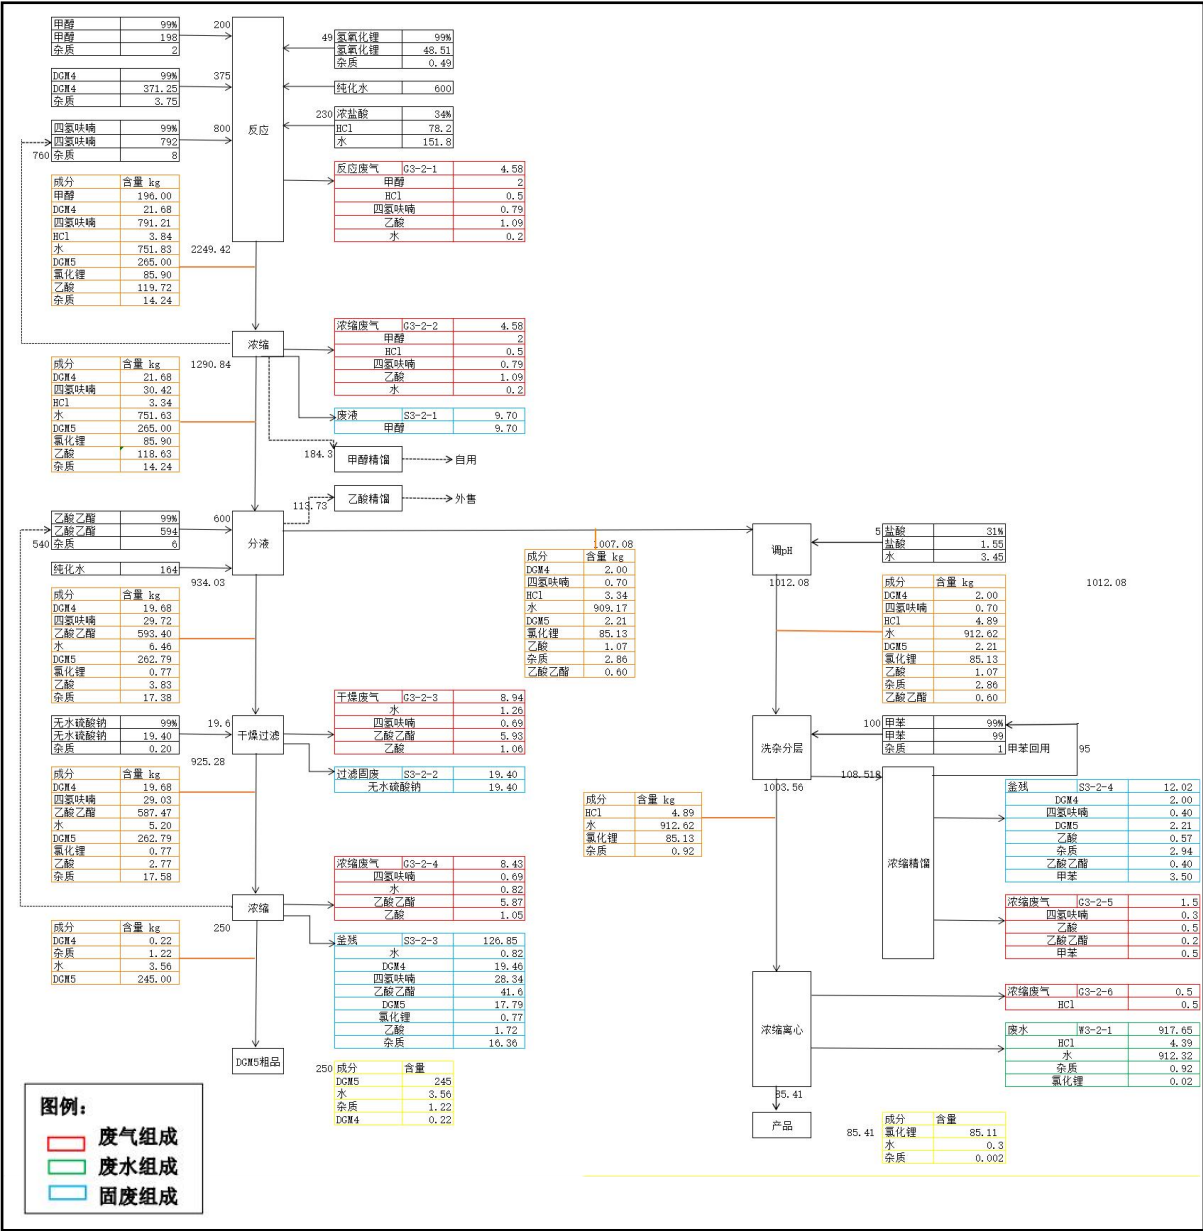 甲醇 99%
甲醇 198
杂质 2
200
DGM4 99%
DGM4 371.25
杂质 3.75
375
四氢呋喃 99%
四氢呋喃 792
杂质 8
800
760
反应
49
氢氧化锂 99%
氢氧化锂 48.51
杂质 0.49
纯化水 600
230
浓盐酸 34%
HCl 78.2
水 151.8
反应废气 G3-2-1 4.58
甲醇 2
HCl 0.5
四氢呋喃 0.79
乙酸 1.09
水 0.2
成分 含量 kg
甲醇 196.00
DGM4 21.68
四氢呋喃 791.21
HCl 3.84
水 751.83
DGM5 265.00
氯化锂 85.90
乙酸 119.72
杂质 14.24
2249.42
浓缩
浓缩废气 G3-2-2 4.58
甲醇 2
HCl 0.5
四氢呋喃 0.79
乙酸 1.09
水 0.2
废液 S3-2-1 9.70
甲醇 9.70
184.3
甲醇精馏
自用
成分 含量 kg
DGM4 21.68
四氢呋喃 30.42
HCl 3.34
水 751.63
DGM5 265.00
氯化锂 85.90
乙酸 118.63
杂质 14.24
1290.84
113.73
乙酸精馏
外售
乙酸乙酯 99%
乙酸乙酯 594
杂质 6
600
540
纯化水 164
分液
934.03
成分 含量 kg
DGM4 19.68
四氢呋喃 29.72
乙酸乙酯 593.40
水 6.46
DGM5 262.79
氯化锂 0.77
乙酸 3.83
杂质 17.38
1007.08
成分 含量 kg
DGM4 2.00
四氢呋喃 0.70
HCl 3.34
水 909.17
DGM5 2.21
氯化锂 85.13
乙酸 1.07
杂质 2.86
乙酸乙酯 0.60
调pH
5
盐酸 31%
盐酸 1.55
水 3.45
1012.08
1012.08
成分 含量 kg
DGM4 2.00
四氢呋喃 0.70
HCl 4.89
水 912.62
DGM5 2.21
氯化锂 85.13
乙酸 1.07
杂质 2.86
乙酸乙酯 0.60
无水硫酸钠 99%
无水硫酸钠 19.40
杂质 0.20
19.6
干燥过滤
干燥废气 G3-2-3 8.94
水 1.26
四氢呋喃 0.69
乙酸乙酯 5.93
乙酸 1.06
过滤固废 S3-2-2 19.40
无水硫酸钠 19.40
925.28
成分 含量 kg
DGM4 19.68
四氢呋喃 29.03
乙酸乙酯 587.47
水 5.20
DGM5 262.79
氯化锂 0.77
乙酸 2.77
杂质 17.58
洗杂分层
100
甲苯 99%
甲苯 99
杂质 1
甲苯回用
95
108.518
1003.56
成分 含量 kg
HCl 4.89
水 912.62
氯化锂 85.13
杂质 0.92
浓缩精馏
釜残 S3-2-4 12.02
DGM4 2.00
四氢呋喃 0.40
DGM5 2.21
乙酸 0.57
杂质 2.94
乙酸乙酯 0.40
甲苯 3.50
浓缩废气 G3-2-5 1.5
四氢呋喃 0.3
乙酸 0.5
乙酸乙酯 0.2
甲苯 0.5
浓缩
浓缩废气 G3-2-4 8.43
四氢呋喃 0.69
水 0.82
乙酸乙酯 5.87
乙酸 1.05
250
成分 含量 kg
DGM4 0.22
杂质 1.22
水 3.56
DGM5 245.00
釜残 S3-2-3 126.85
水 0.82
DGM4 19.46
四氢呋喃 28.34
乙酸乙酯 41.6
DGM5 17.79
氯化锂 0.77
乙酸 1.72
杂质 16.36
浓缩离心
浓缩废气 G3-2-6 0.5
HCl 0.5
废水 W3-2-1 917.65
HCl 4.39
水 912.32
杂质 0.92
氯化锂 0.02
DGM5粗品
250
成分 含量
DGM5 245
水 3.56
杂质 1.22
DGM4 0.22
85.41
产品
85.41
成分 含量
氯化锂 85.11
水 0.3
杂质 0.002
图例：
废气组成
废水组成
固废组成